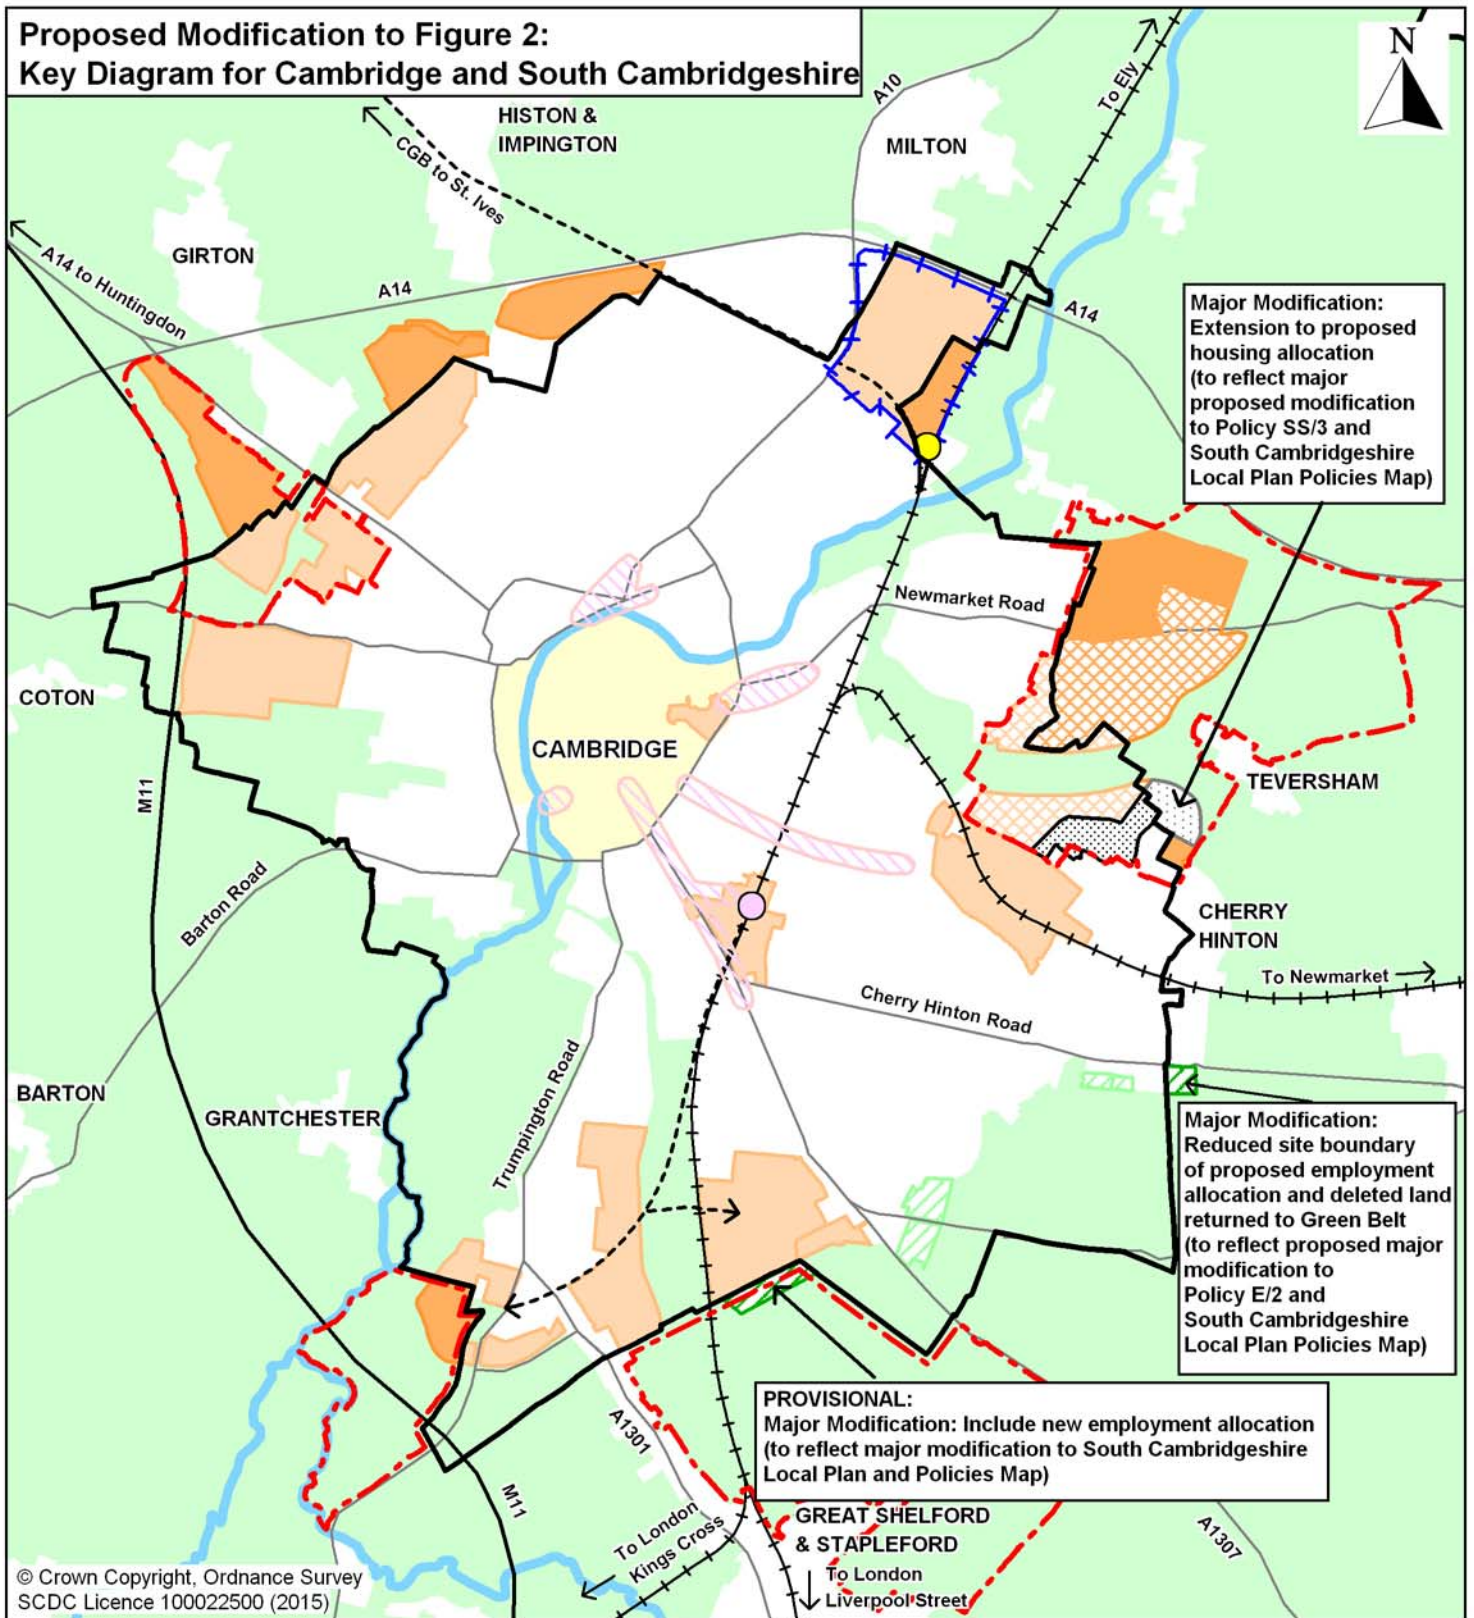 Proposed Modification to Figure 2:
Key Diagram for Cambridge and South Cambridgeshire
N
A10
To Ely
HISTON &
IMPINGTON
MILTON
CGB to St. Ives
GIRTON
A14 to Huntingdon
A14
A14
Major Modification:
Extension to proposed
housing allocation
(to reflect major
proposed modification
to Policy SS/3 and
South Cambridgeshire
Local Plan Policies Map)
Newmarket Road
COTON
CAMBRIDGE
M11
TEVERSHAM
Barton Road
CHERRY
HINTON
To Newmarket
Cherry Hinton Road
BARTON
GRANTCHESTER
Trumpington Road
Major Modification:
Reduced site boundary
of proposed employment
allocation and deleted land
returned to Green Belt
(to reflect proposed major
modification to
Policy E/2 and
South Cambridgeshire
Local Plan Policies Map)
PROVISIONAL:
Major Modification: Include new employment allocation
(to reflect major modification to South Cambridgeshire
Local Plan and Policies Map)
A1301
M11
To London
Kings Cross
GREAT SHELFORD
& STAPLEFORD
To London
Liverpool Street
A1307
© Crown Copyright, Ordnance Survey
SCDC Licence 100022500 (2015)